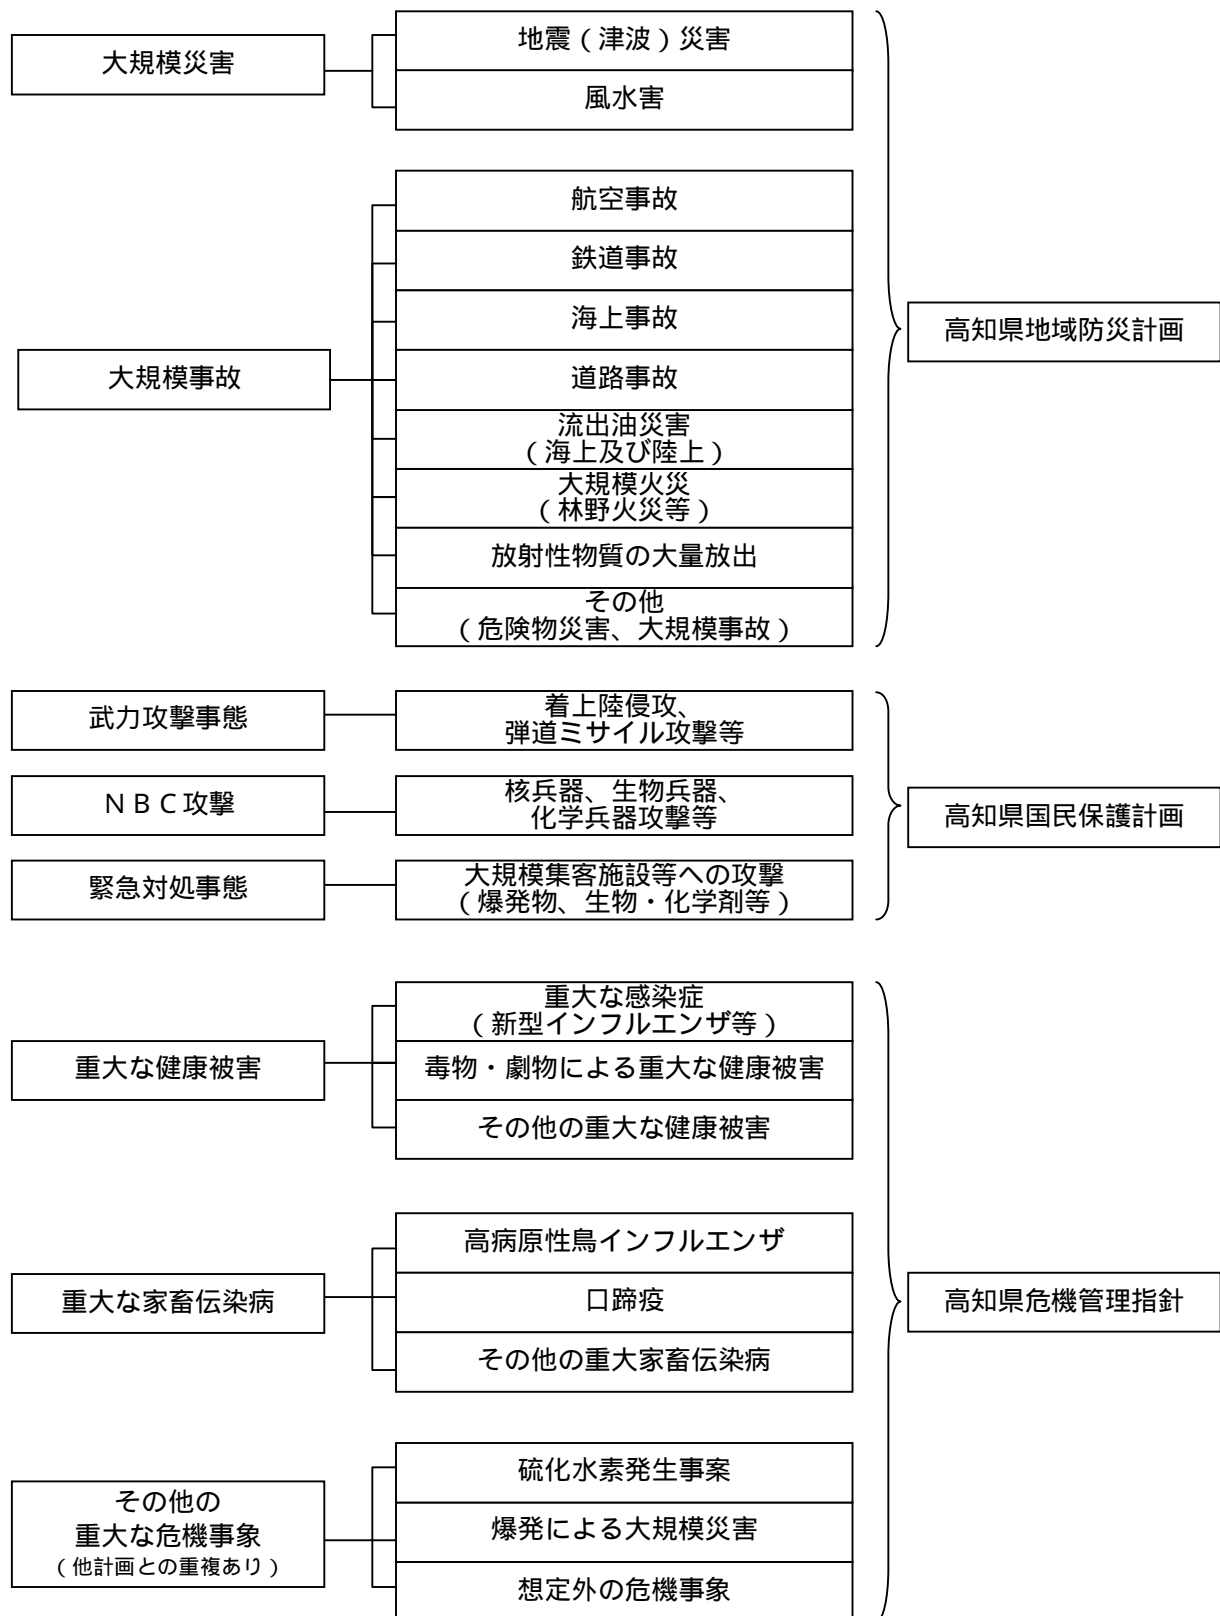 大規模災害
地震（津波）災害
風水害
大規模事故
航空事故
鉄道事故
海上事故
道路事故
流出油災害
（海上及び陸上）
大規模火災
（林野火災等）
放射性物質の大量放出
その他
（危険物災害、大規模事故）
高知県地域防災計画
武力攻撃事態
着上陸侵攻、
弾道ミサイル攻撃等
ＮＢＣ攻撃
核兵器、生物兵器、
化学兵器攻撃等
緊急対処事態
大規模集客施設等への攻撃
（爆発物、生物・化学剤等）
高知県国民保護計画
重大な健康被害
重大な感染症
（新型インフルエンザ等）
毒物・劇物による重大な健康被害
その他の重大な健康被害
重大な家畜伝染病
高病原性鳥インフルエンザ
口蹄疫
その他の重大家畜伝染病
その他の
重大な危機事象
（他計画との重複あり）
硫化水素発生事案
爆発による大規模災害
想定外の危機事象
高知県危機管理指針